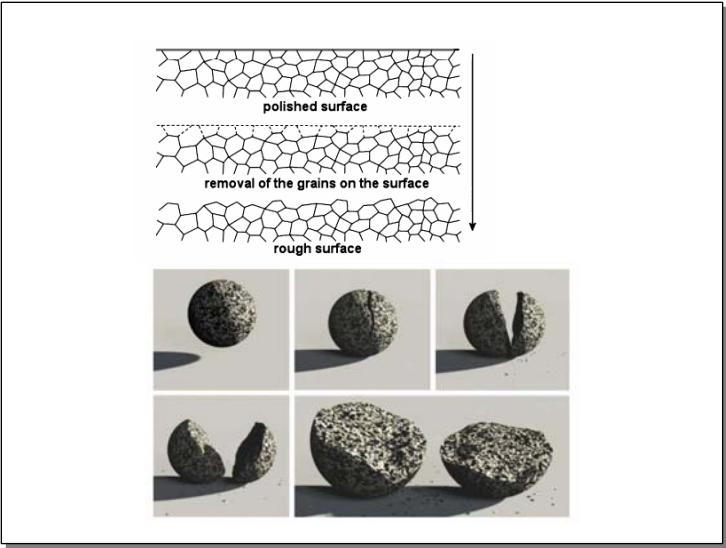 polished surface
removal of the grains on the surface
rough surface